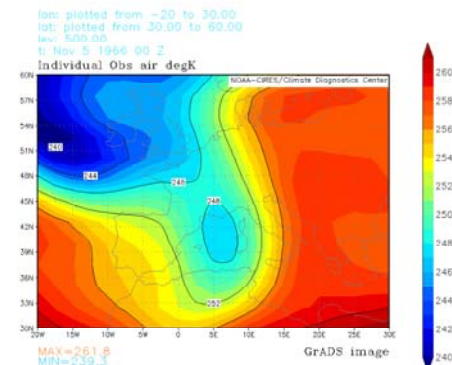 lon: plotted from -20 to 30.00
lat: plotted from 30.00 to 60.00
lev: 500.00
t: Nov 5 1966 00 Z
Individual Obs air degK
NOAA-CIRES/Climate Diagnostics Center
60N
57N
54N
51N
48N
45N
42N
39N
36N
33N
30N
240
244
248
248
252
20W 15W 10W 5W 0 5E 10E 15E 20E 25E 30E
260
258
256
254
252
250
248
246
244
242
240
MAX=261.8
MIN=239.3
GrADS image